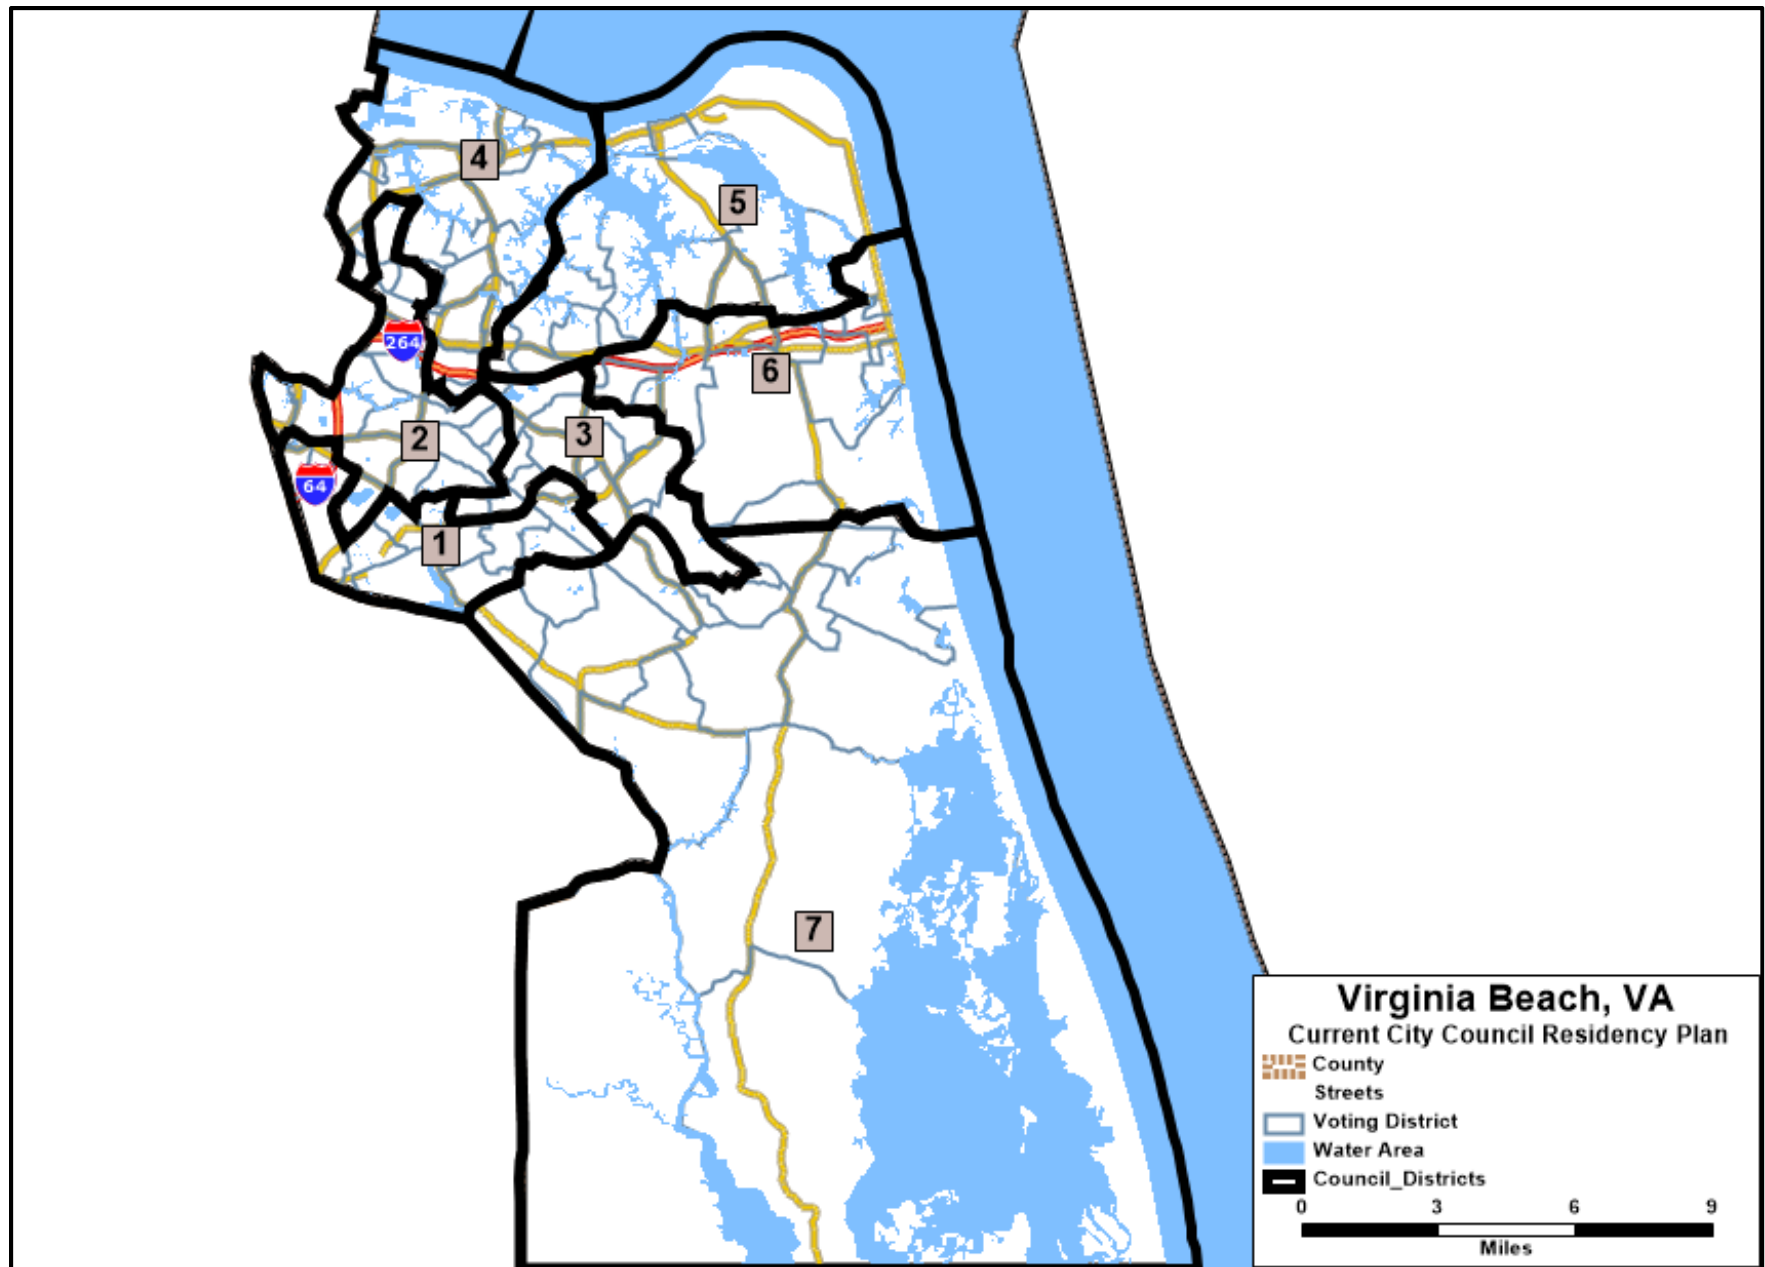 4
5
264
6
2
3
64
1
7
Virginia Beach, VA
Current City Council Residency Plan
County
Streets
Voting District
Water Area
Council_Districts
0 3 6 9
Miles